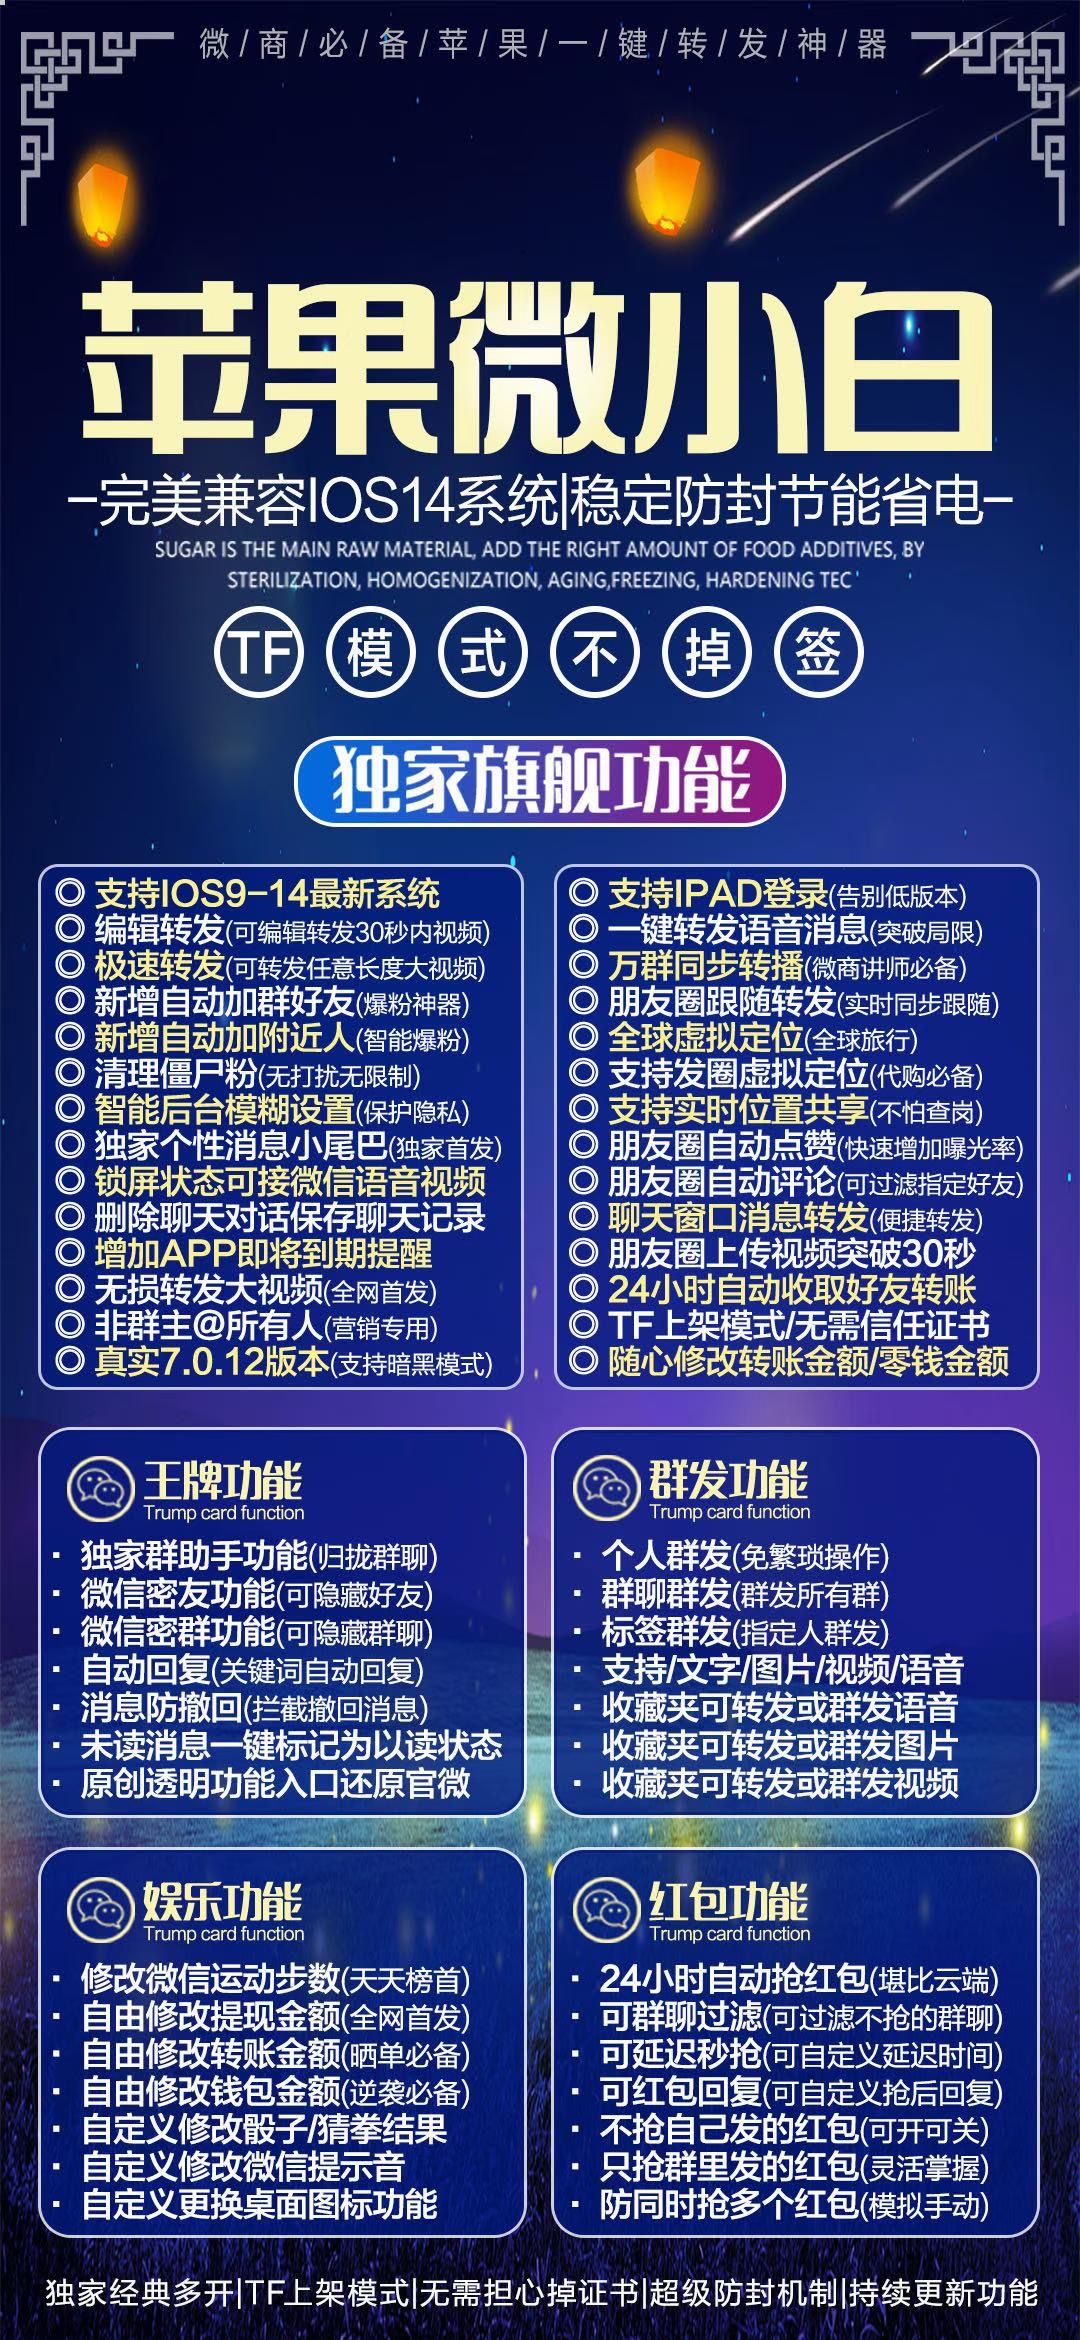 微/商/必/备/苹/果/一/键/转/发/神/器
苹果微小白
-完美兼容IOS14系统|稳定防封节能省电-
SUGAR IS THE MAIN RAW MATERIAL, ADD THE RIGHT AMOUNT OF FOOD ADDITIVES, BY
STERILIZATION, HOMOGENIZATION, AGING,FREEZING, HARDENING TEC
TF模式不掉签
独家旗舰功能
◎ 支持IOS9-14最新系统
◎ 编辑转发(可编辑转发30秒内视频)
◎ 极速转发(可转发任意长度大视频)
◎ 新增自动加群好友(爆粉神器)
◎ 新增自动加附近人(智能爆粉)
◎ 清理僵尸粉(无打扰无限制)
◎ 智能后台模糊设置(保护隐私)
◎ 独家个性消息小尾巴(独家首发)
◎ 锁屏状态可接微信语音视频
◎ 删除聊天对话保存聊天记录
◎ 增加APP即将到期提醒
◎ 无损转发大视频(全网首发)
◎ 非群主@所有人(营销专用)
◎ 真实7.0.12版本(支持暗黑模式)
◎ 支持IPAD登录(告别低版本)
◎ 一键转发语音消息(突破局限)
◎ 万群同步转播(微商讲师必备)
◎ 朋友圈跟随转发(实时同步跟随)
◎ 全球虚拟定位(全球旅行)
◎ 支持发圈虚拟定位(代购必备)
◎ 支持实时位置共享(不怕查岗)
◎ 朋友圈自动点赞(快速增加曝光率)
◎ 朋友圈自动评论(可过滤指定好友)
◎ 聊天窗口消息转发(便捷转发)
◎ 朋友圈上传视频突破30秒
◎ 24小时自动收取好友转账
◎ TF上架模式/无需信任证书
◎ 随心修改转账金额/零钱金额
王牌功能
Trump card function
· 独家群助手功能(归拢群聊)
· 微信密友功能(可隐藏好友)
· 微信密群功能(可隐藏群聊)
· 自动回复(关键词自动回复)
· 消息防撤回(拦截撤回消息)
· 未读消息一键标记为以读状态
· 原创透明功能入口还原官微
群发功能
Trump card function
· 个人群发(免繁琐操作)
· 群聊群发(群发所有群)
· 标签群发(指定人群发)
· 支持/文字/图片/视频/语音
· 收藏夹可转发或群发语音
· 收藏夹可转发或群发图片
· 收藏夹可转发或群发视频
娱乐功能
Trump card function
· 修改微信运动步数(天天榜首)
· 自由修改提现金额(全网首发)
· 自由修改转账金额(晒单必备)
· 自由修改钱包金额(逆袭必备)
· 自定义修改骰子/猜拳结果
· 自定义修改微信提示音
· 自定义更换桌面图标功能
红包功能
Trump card function
· 24小时自动抢红包(堪比云端)
· 可群聊过滤(可过滤不抢的群聊)
· 可延迟秒抢(可自定义延迟时间)
· 可红包回复(可自定义抢后回复)
· 不抢自己发的红包(可开可关)
· 只抢群里发的红包(灵活掌握)
· 防同时抢多个红包(模拟手动)
独家经典多开|TF上架模式|无需担心掉证书|超级防封机制|持续更新功能